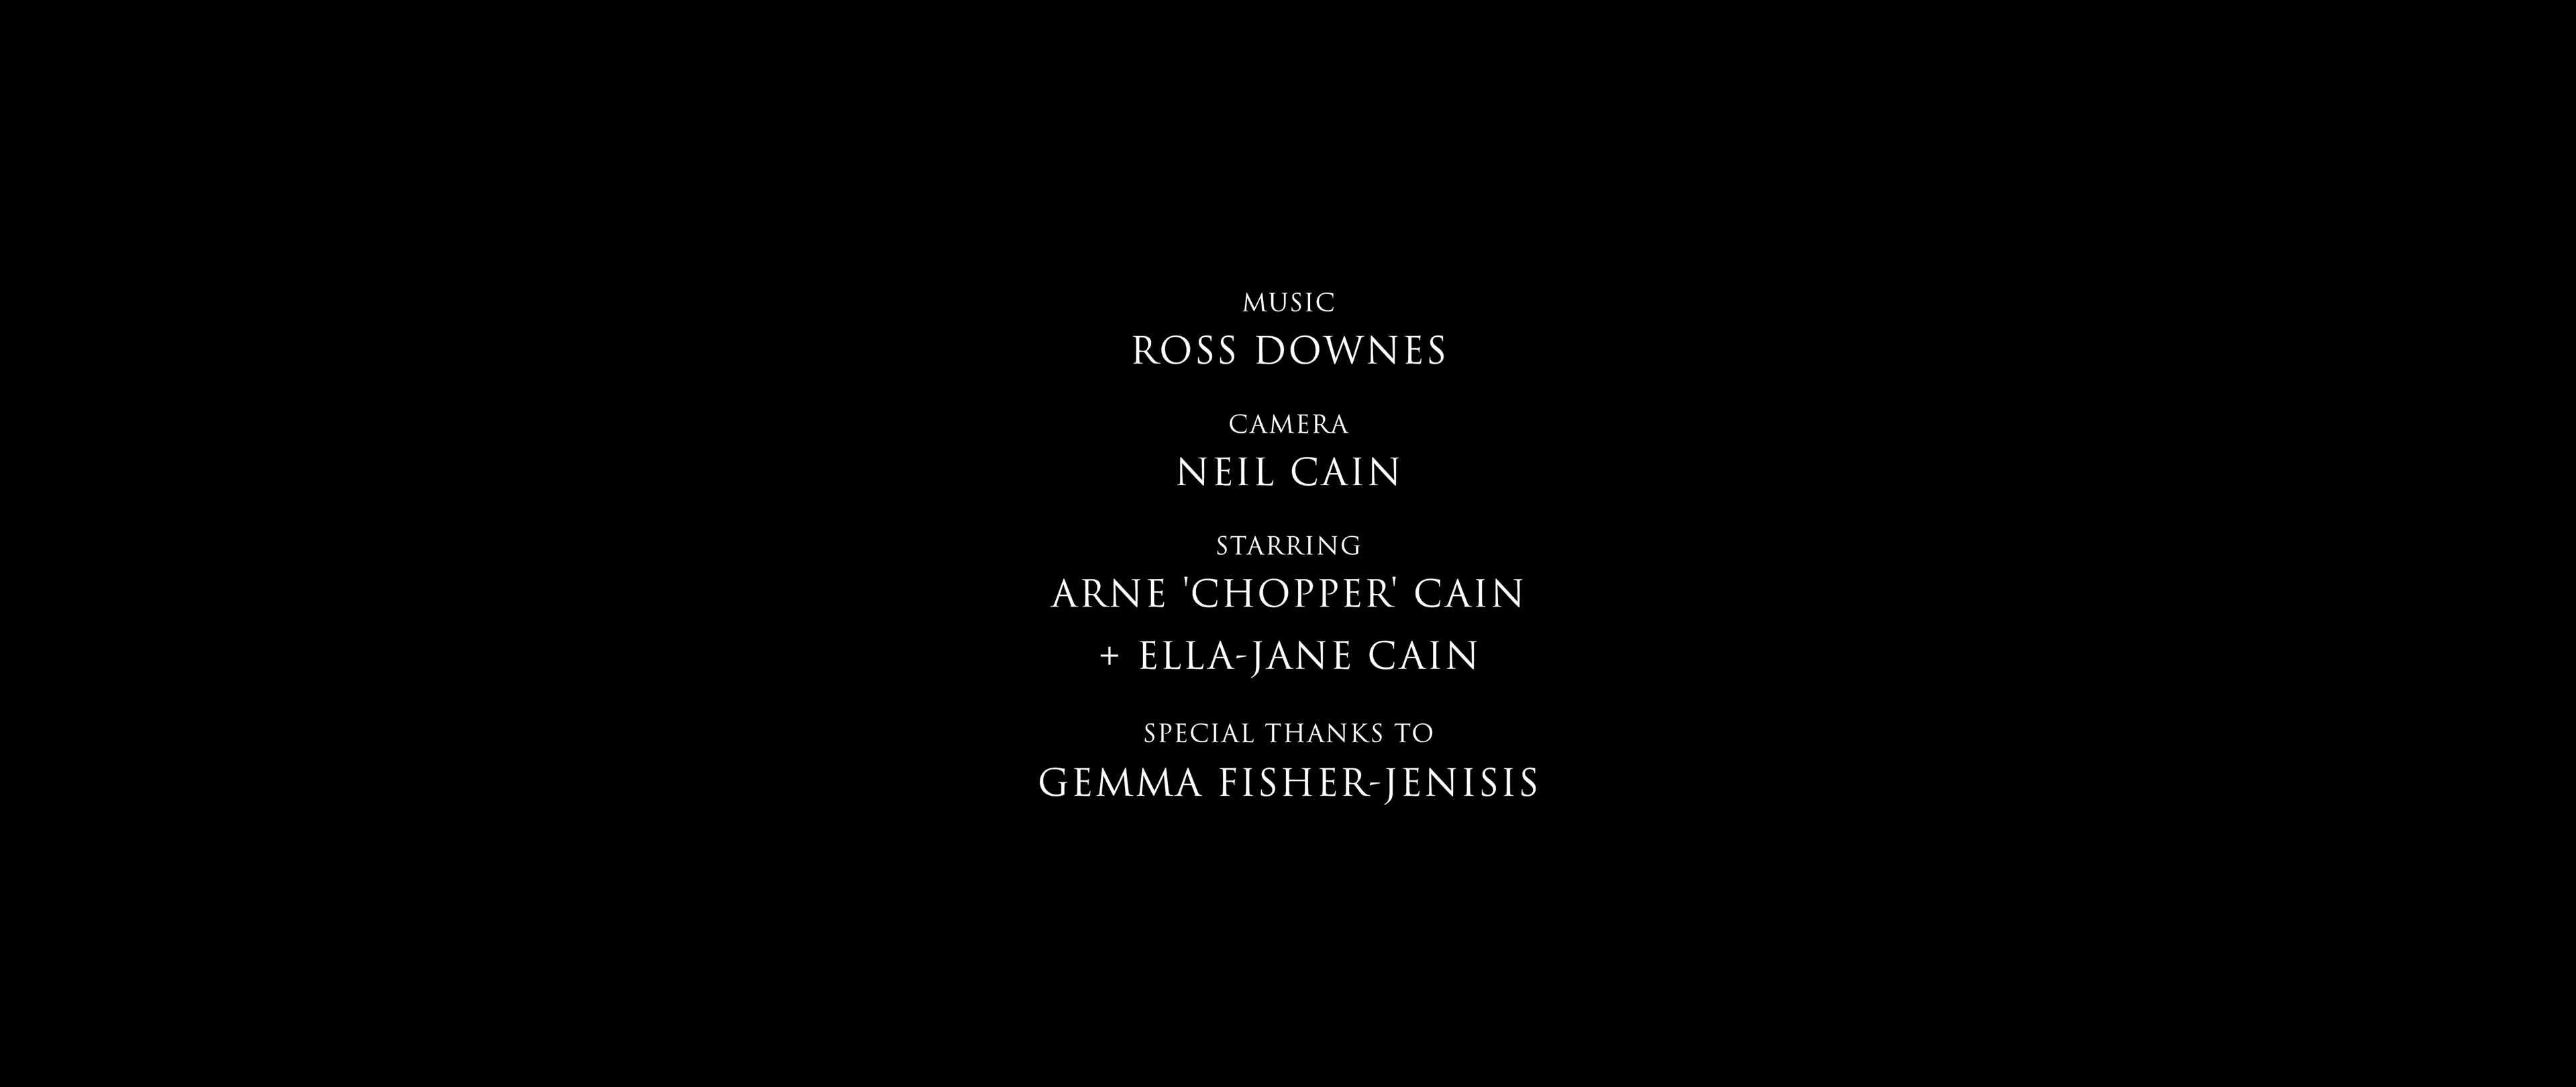 MUSIC
ROSS DOWNES
CAMERA
NEIL CAIN
STARRING
ARNE 'CHOPPER' CAIN
+ ELLA-JANE CAIN
SPECIAL THANKS TO
GEMMA FISHER-JENISIS